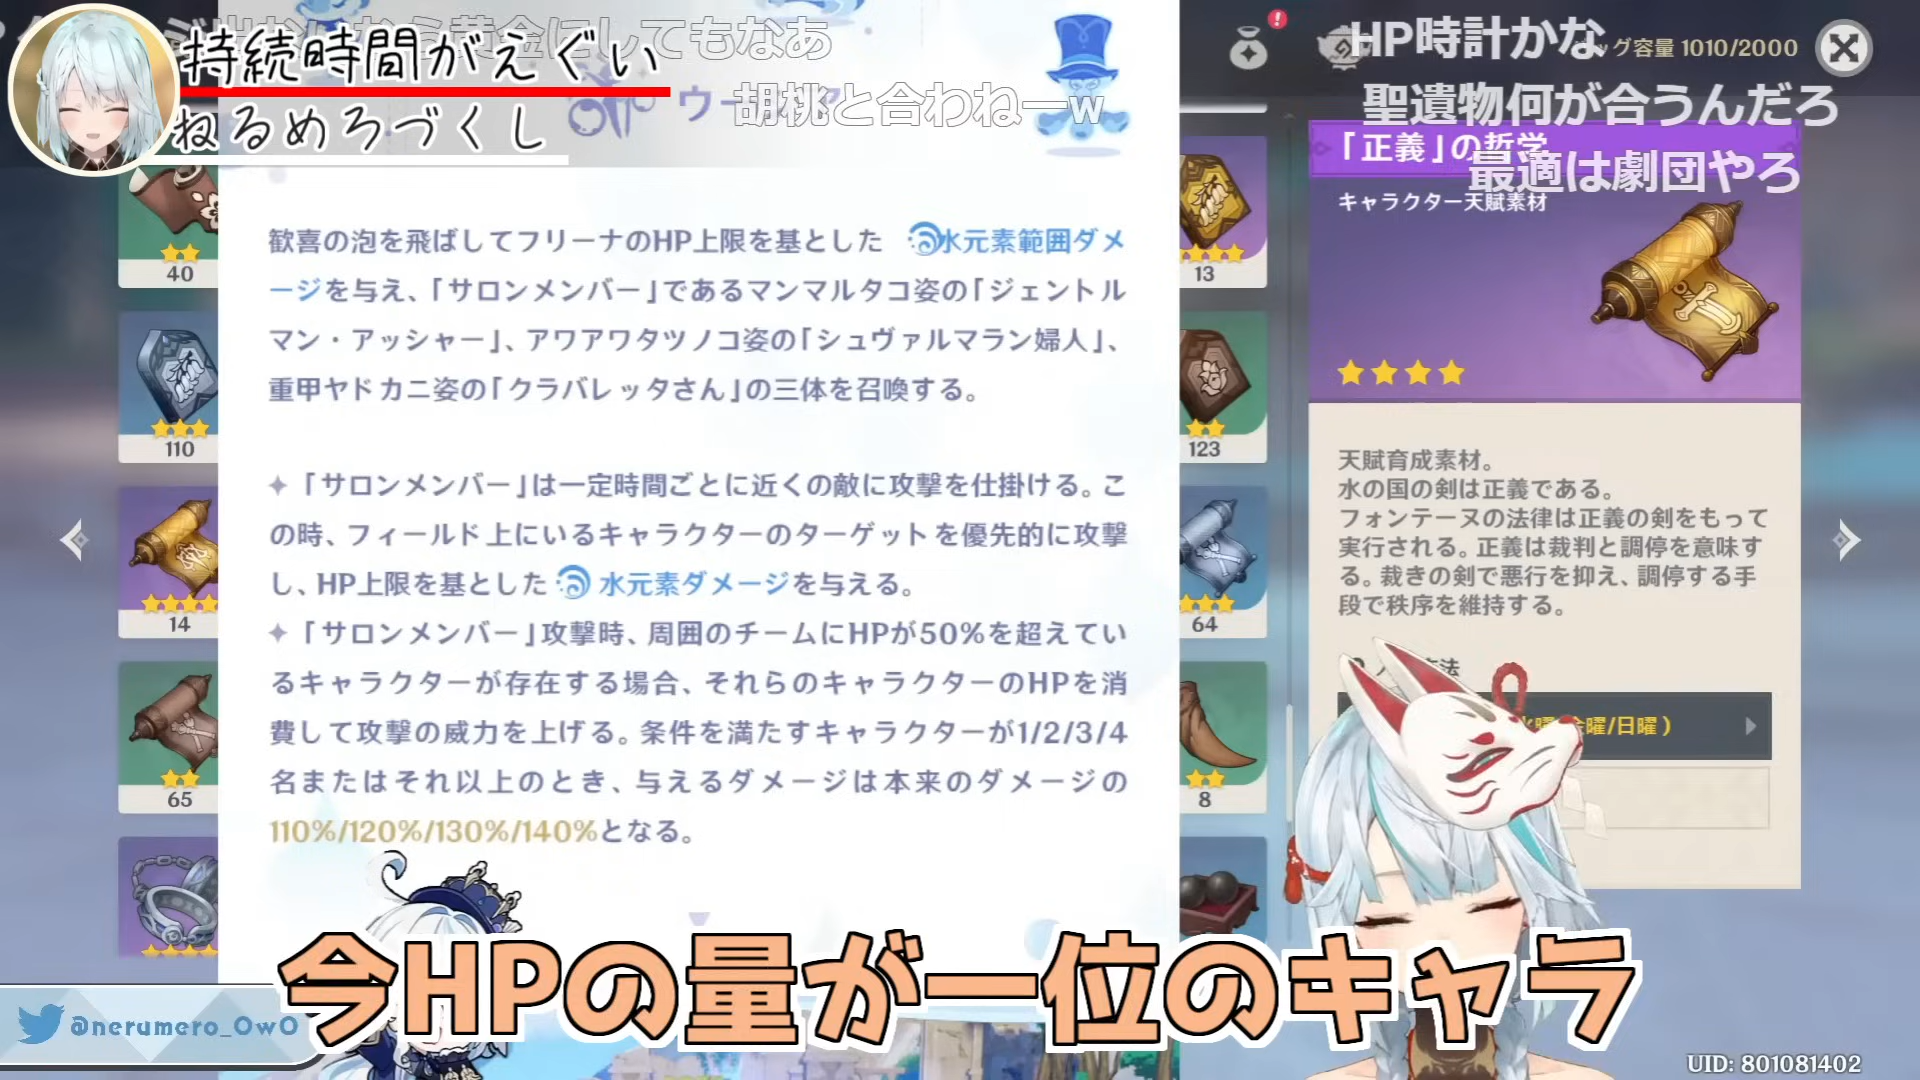 ジ出ないなら黄金にしてもなあ
持続時間がえぐい
ねるめろづくし
胡桃と合わねーw
HP時計かな
聖遺物何が合うんだろ
最適は劇団やろ
ッグ容量 1010/2000
「正義」の哲学
キャラクター天賦素材
歓喜の泡を飛ばしてフリーナのHP上限を基とした 水元素範囲ダメ
ージを与え、「サロンメンバー」であるマンマルタコ姿の「ジェントル
マン・アッシャー」、アワアワタツノコ姿の「シュヴァルマラン婦人」、
重甲ヤドカニ姿の「クラバレッタさん」の三体を召喚する。
✦「サロンメンバー」は一定時間ごとに近くの敵に攻撃を仕掛ける。こ
の時、フィールド上にいるキャラクターのターゲットを優先的に攻撃
し、HP上限を基とした 水元素ダメージを与える。
✦「サロンメンバー」攻撃時、周囲のチームにHPが50%を超えてい
るキャラクターが存在する場合、それらのキャラクターのHPを消
費して攻撃の威力を上げる。条件を満たすキャラクターが1/2/3/4
名またはそれ以上のとき、与えるダメージは本来のダメージの
110%/120%/130%/140%となる。
40
110
14
65
13
123
64
8
天賦育成素材。
水の国の剣は正義である。
フォンテーヌの法律は正義の剣をもって
実行される。正義は裁判と調停を意味す
る。裁きの剣で悪行を抑え、調停する手
段で秩序を維持する。
水曜/金曜/日曜)
今HPの量が一位のキャラ
@nerumero_OwO
UID: 801081402